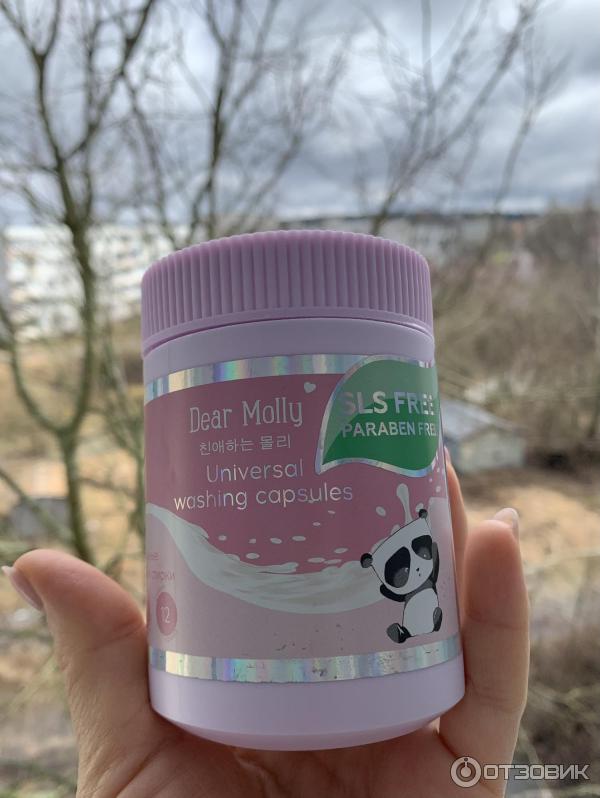 Dear Molly
친애하는 몰리
Universal
washing capsules
SLS FREE
PARABEN FREE
12
ОТЗОВИК